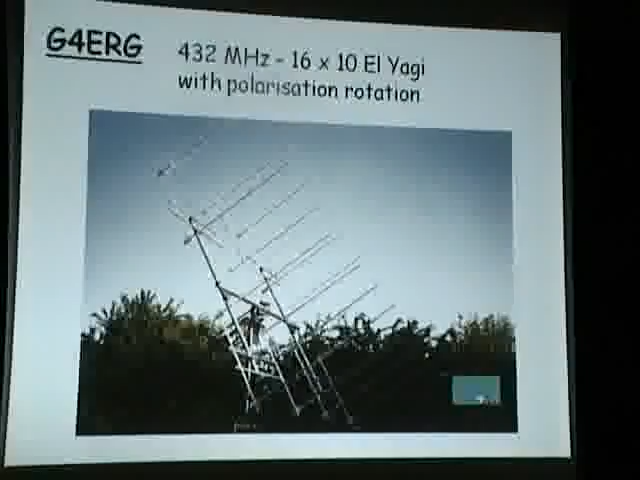 G4ERG
432 MHz - 16 x 10 El Yagi
with polarisation rotation